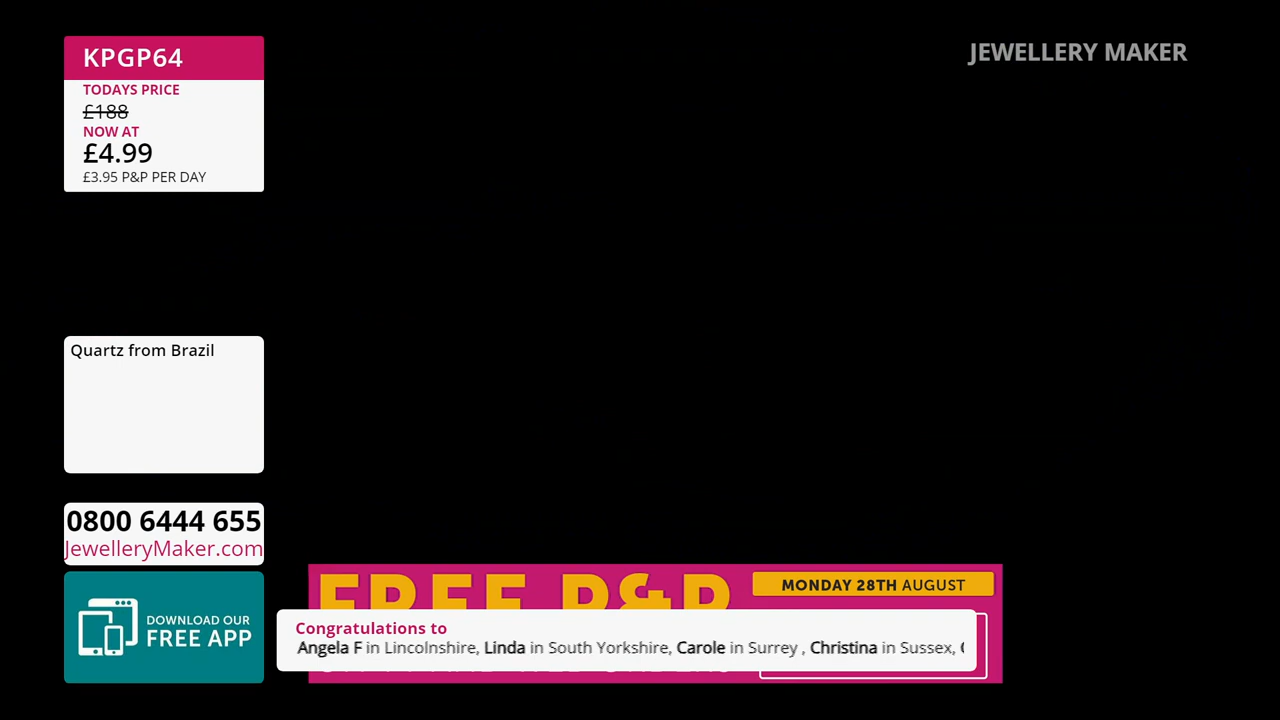 KPGP64
TODAYS PRICE
£188
NOW AT
£4.99
£3.95 P&P PER DAY
JEWELLERY MAKER
Quartz from Brazil
0800 6444 655
JewelleryMaker.com
DOWNLOAD OUR
FREE APP
FREE P&P
MONDAY 28TH AUGUST
Congratulations to
Angela F in Lincolnshire, Linda in South Yorkshire, Carole in Surrey , Christina in Sussex,